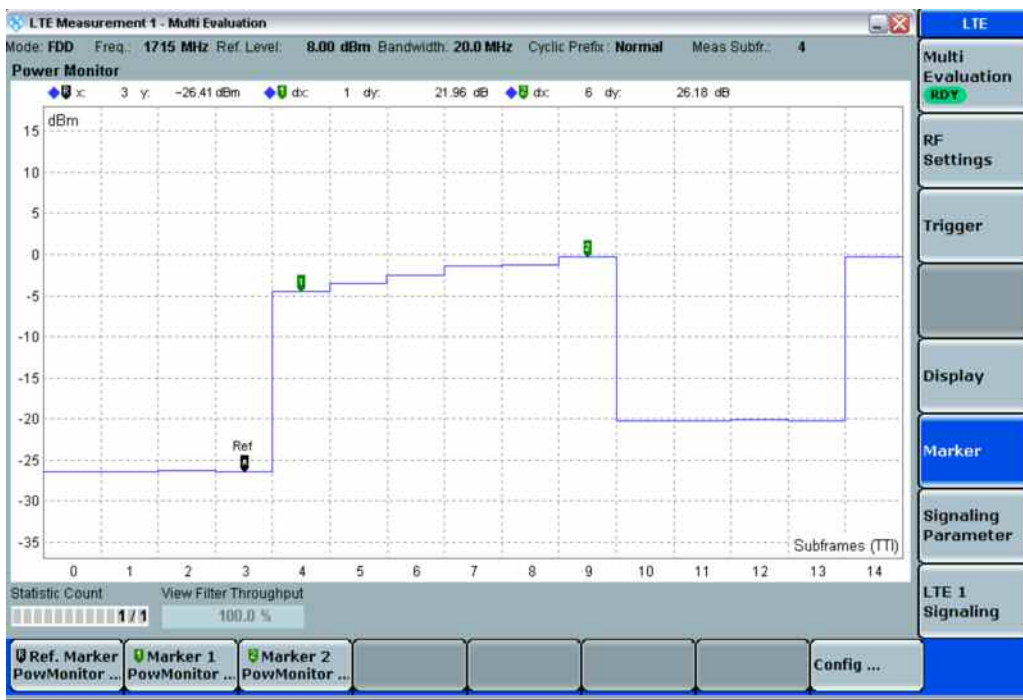 LTE Measurement 1 - Multi Evaluation
LTE
Mode: FDD Freq.: 1715 MHz Ref. Level: 8.00 dBm Bandwidth: 20.0 MHz Cyclic Prefix: Normal Meas Subfr.: 4
Power Monitor
R x: 3 y: -26.41 dBm 1 dx: 1 dy: 21.96 dB 2 dx: 6 dy: 26.18 dB
dBm
15
10
5
0
-5
-10
-15
-20
-25
-30
-35
1
2
Ref
R
Subframes (TTI)
0 1 2 3 4 5 6 7 8 9 10 11 12 13 14
Statistic Count View Filter Throughput
1 / 1 100.0 %
Multi
Evaluation
RDY
RF
Settings
Trigger
Display
Marker
Signaling
Parameter
LTE 1
Signaling
R Ref. Marker
PowMonitor ...
1 Marker 1
PowMonitor ...
2 Marker 2
PowMonitor ...
Config ...